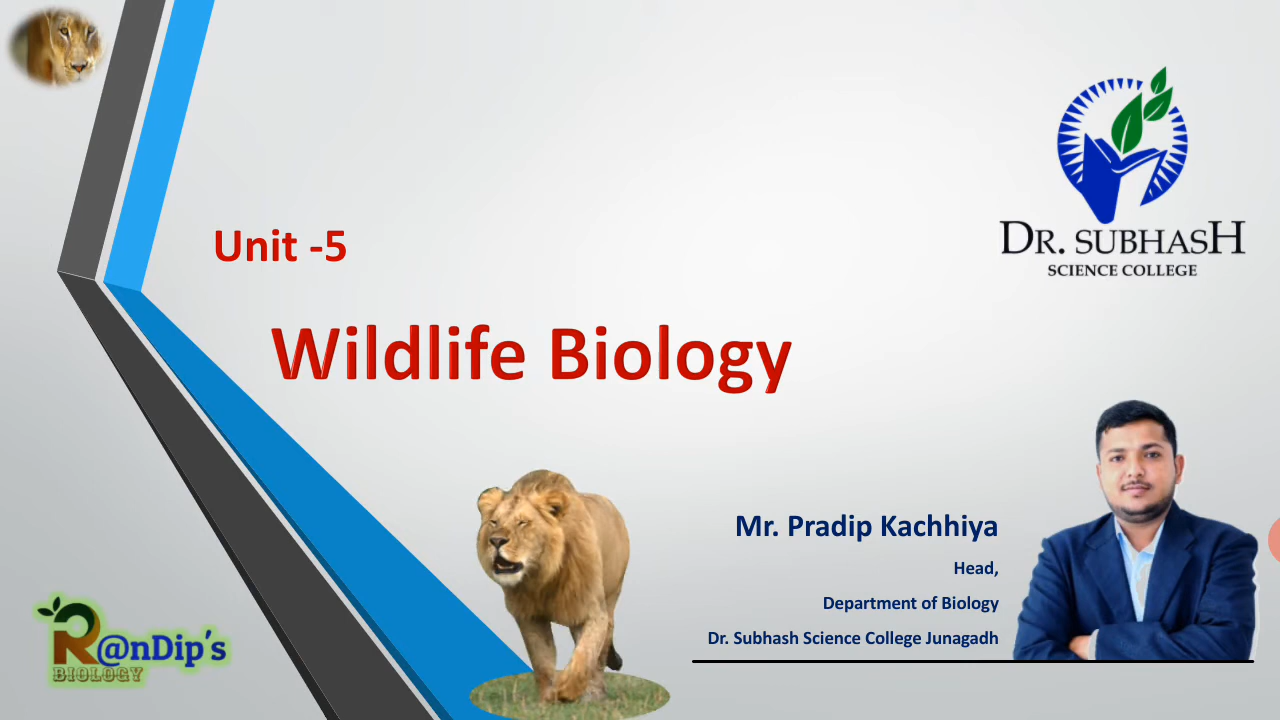 DR. SUBHASH
SCIENCE COLLEGE
Unit -5
Wildlife Biology
Mr. Pradip Kachhiya
Head,
Department of Biology
Dr. Subhash Science College Junagadh
R@nDip's
BIOLOGY